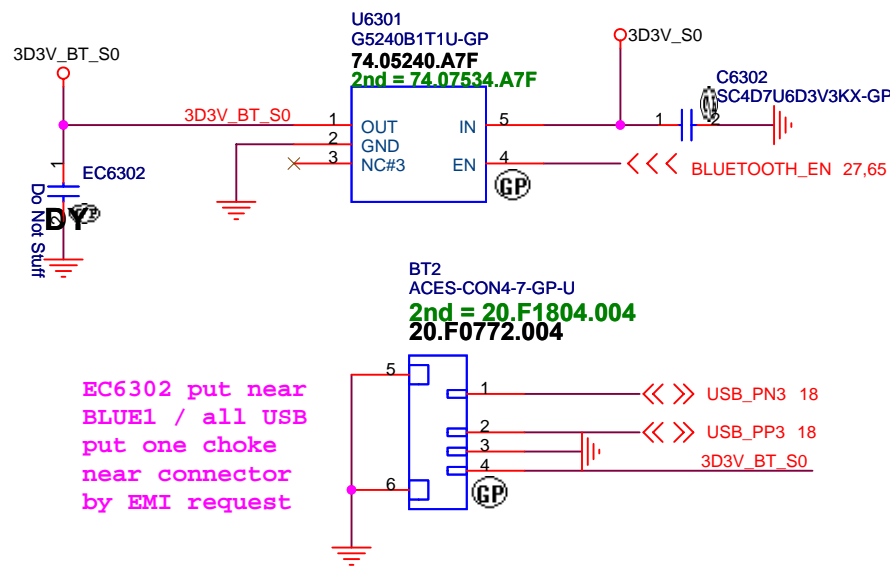 U6301
G5240B1T1U-GP
74.05240.A7F
2nd = 74.07534.A7F
3D3V_BT_S0
3D3V_S0
C6302
SC4D7U6D3V3KX-GP
3D3V_BT_S0
1 OUT IN 5
2 GND
3 NC#3 EN 4
1 2
BLUETOOTH_EN 27,65
GP
1
EC6302
Do Not Stuff
DY
BT2
ACES-CON4-7-GP-U
2nd = 20.F1804.004
20.F0772.004
5
1 USB_PN3 18
2 USB_PP3 18
3
4 3D3V_BT_S0
6
GP
EC6302 put near
BLUE1 / all USB
put one choke
near connector
by EMI request